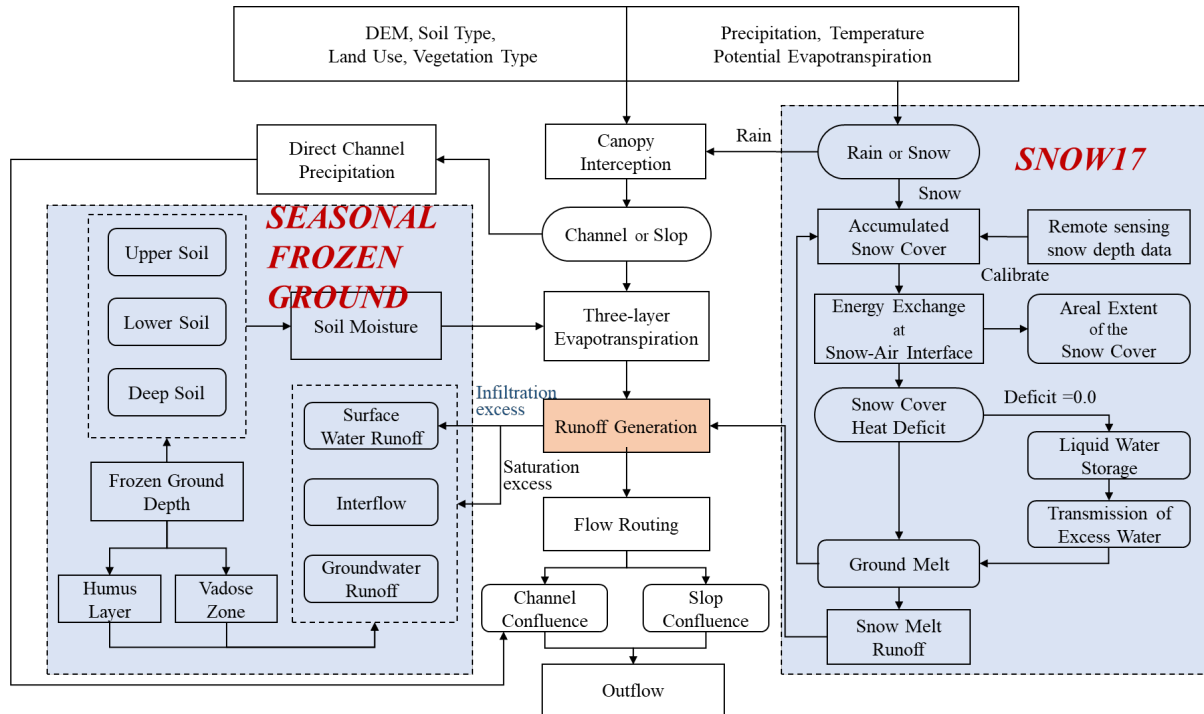 DEM, Soil Type,
Land Use, Vegetation Type
Precipitation, Temperature
Potential Evapotranspiration
Direct Channel
Precipitation
Canopy
Interception
Rain
Rain or Snow
SNOW17
Snow
SEASONAL
FROZEN
GROUND
Upper Soil
Lower Soil
Deep Soil
Soil Moisture
Channel or Slop
Accumulated
Snow Cover
Remote sensing
snow depth data
Calibrate
Three-layer
Evapotranspiration
Energy Exchange
at
Snow-Air Interface
Areal Extent
of the
Snow Cover
Infiltration
excess
Surface
Water Runoff
Runoff Generation
Snow Cover
Heat Deficit
Deficit =0.0
Liquid Water
Storage
Saturation
excess
Frozen Ground
Depth
Interflow
Flow Routing
Transmission of
Excess Water
Groundwater
Runoff
Ground Melt
Humus
Layer
Vadose
Zone
Channel
Confluence
Slop
Confluence
Snow Melt
Runoff
Outflow